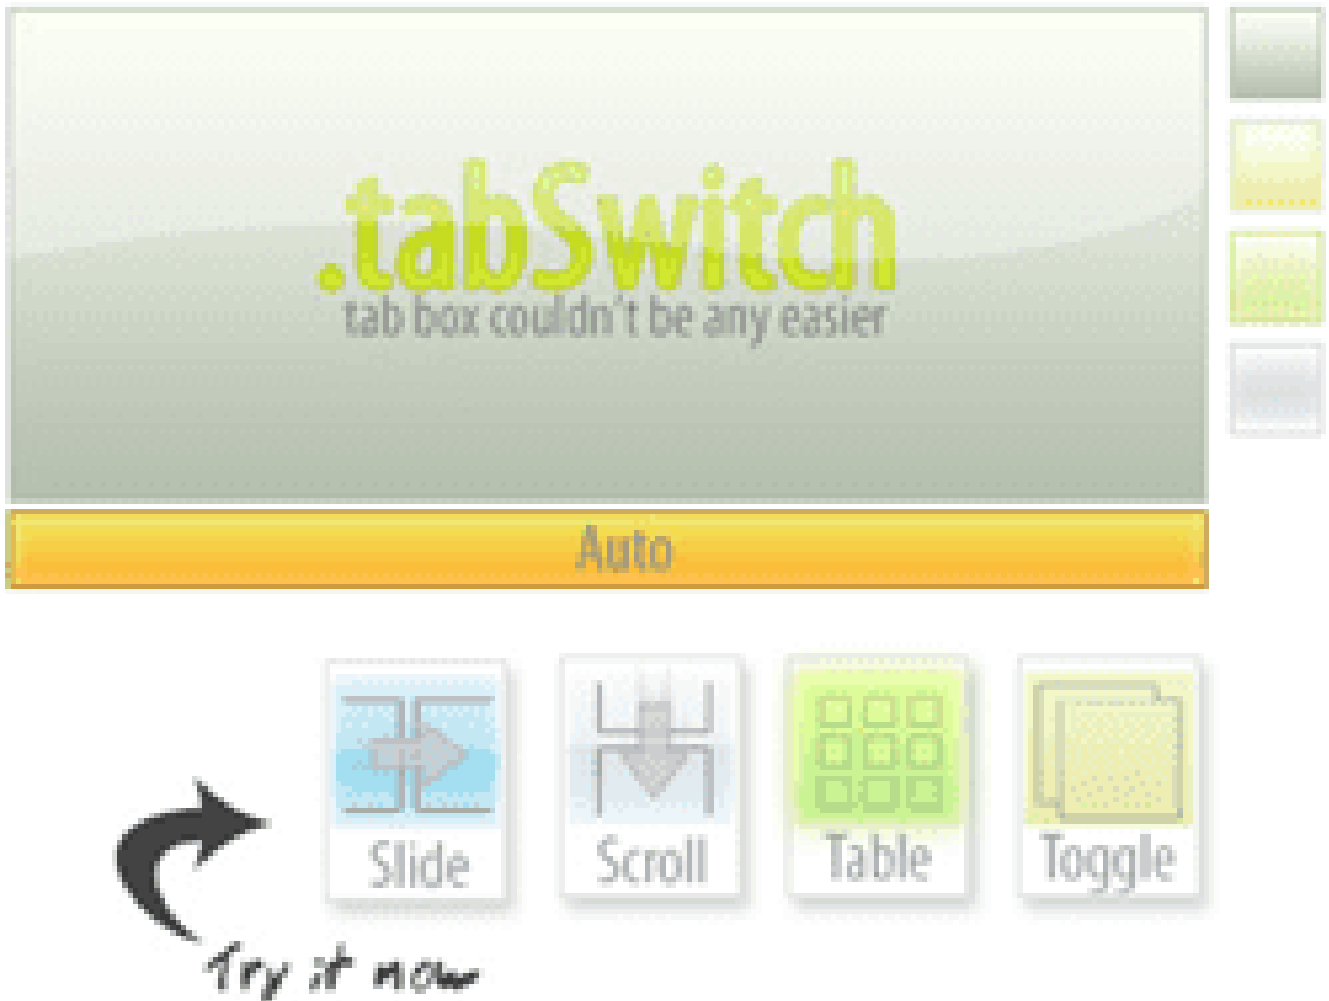 .tabSwitch
tab box couldn't be any easier
Auto
Slide Scroll Table Toggle
Try it now